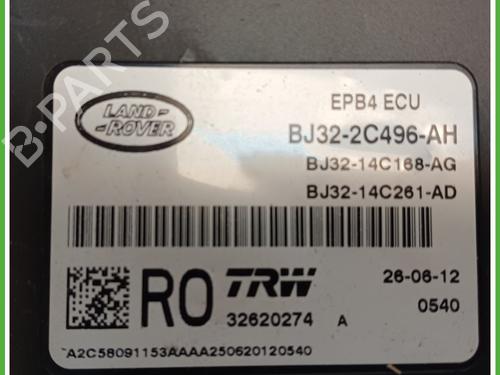 B-PARTS
LAND-
-ROVER
EPB4 ECU
BJ32-2C496-AH
BJ32-14C168-AG
BJ32-14C261-AD
RO TRW 26-06-12
32620274 A 0540
A2C58091153AAAA250620120540